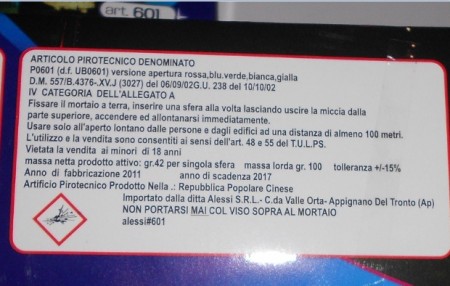 art. 601
ARTICOLO PIROTECNICO DENOMINATO
P0601 (d.f. UB0601) versione apertura rossa,blu,verde,bianca,gialla
D.M. 557/B.4376-.XV.J (3027) del 06/09/02G.U. 238 del 10/10/02
IV CATEGORIA DELL'ALLEGATO A
Fissare il mortaio a terra, inserire una sfera alla volta lasciando uscire la miccia dalla
parte superiore, accendere ed allontanarsi immediatamente.
Usare solo all'aperto lontano dalle persone e dagli edifici ad una distanza di almeno 100 metri.
L'utilizzo e la vendita sono consentiti ai sensi dell'art. 48 e 55 del T.U.L.PS.
Vietata la vendita ai minori di 18 anni
massa netta prodotto attivo: gr.42 per singola sfera massa lorda gr. 100 tolleranza +/-15%
Anno di fabbricazione 2011 anno di scadenza 2017
Artificio Pirotecnico Prodotto Nella .: Repubblica Popolare Cinese
Importato dalla ditta Alessi S.R.L - C.da Valle Orta- Appignano Del Tronto (Ap)
NON PORTARSI MAI COL VISO SOPRA AL MORTAIO
alessi#601